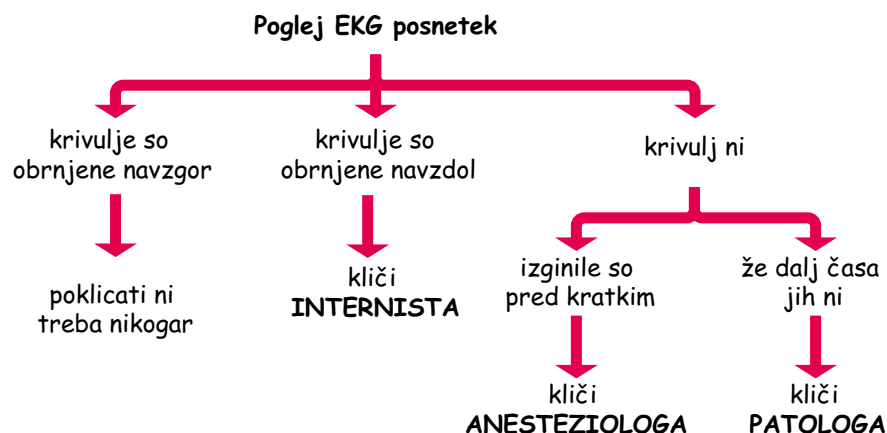 Poglej EKG posnetek
krivulje so
obrnjene navzgor
krivulje so
obrnjene navzdol
krivulj ni
poklicati ni
treba nikogar
kliči
INTERNISTA
izginile so
pred kratkim
že dalj časa
jih ni
kliči
ANESTEZIOLOGA
kliči
PATOLOGA